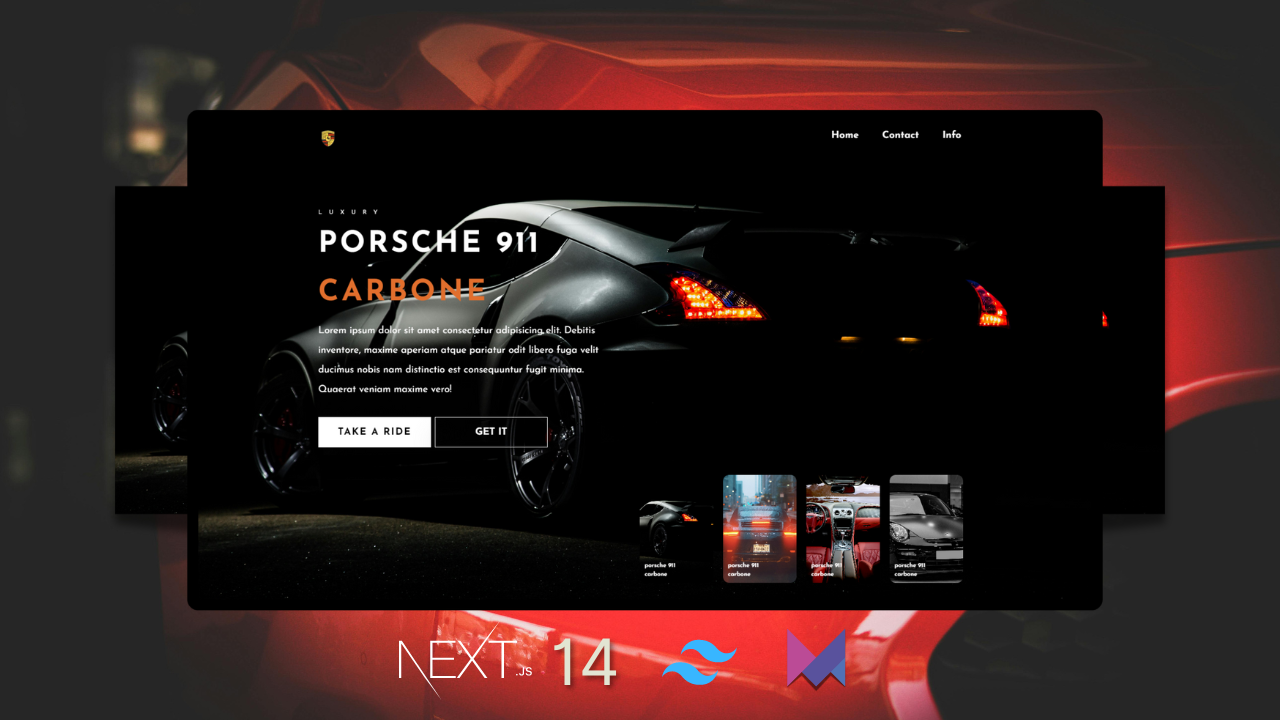 Home Contact Info
LUXURY
PORSCHE 911
CARBONE
Lorem ipsum dolor sit amet consectetur adipisicing elit. Debitis
inventore, maxime aperiam atque pariatur odit libero fuga velit
ducimus nobis nam distinctio est consequuntur fugit minima.
Quaerat veniam maxime vero!
TAKE A RIDE GET IT
porsche 911
carbone
porsche 911
carbone
porsche 911
carbone
porsche 911
carbone
NEXT.JS 14